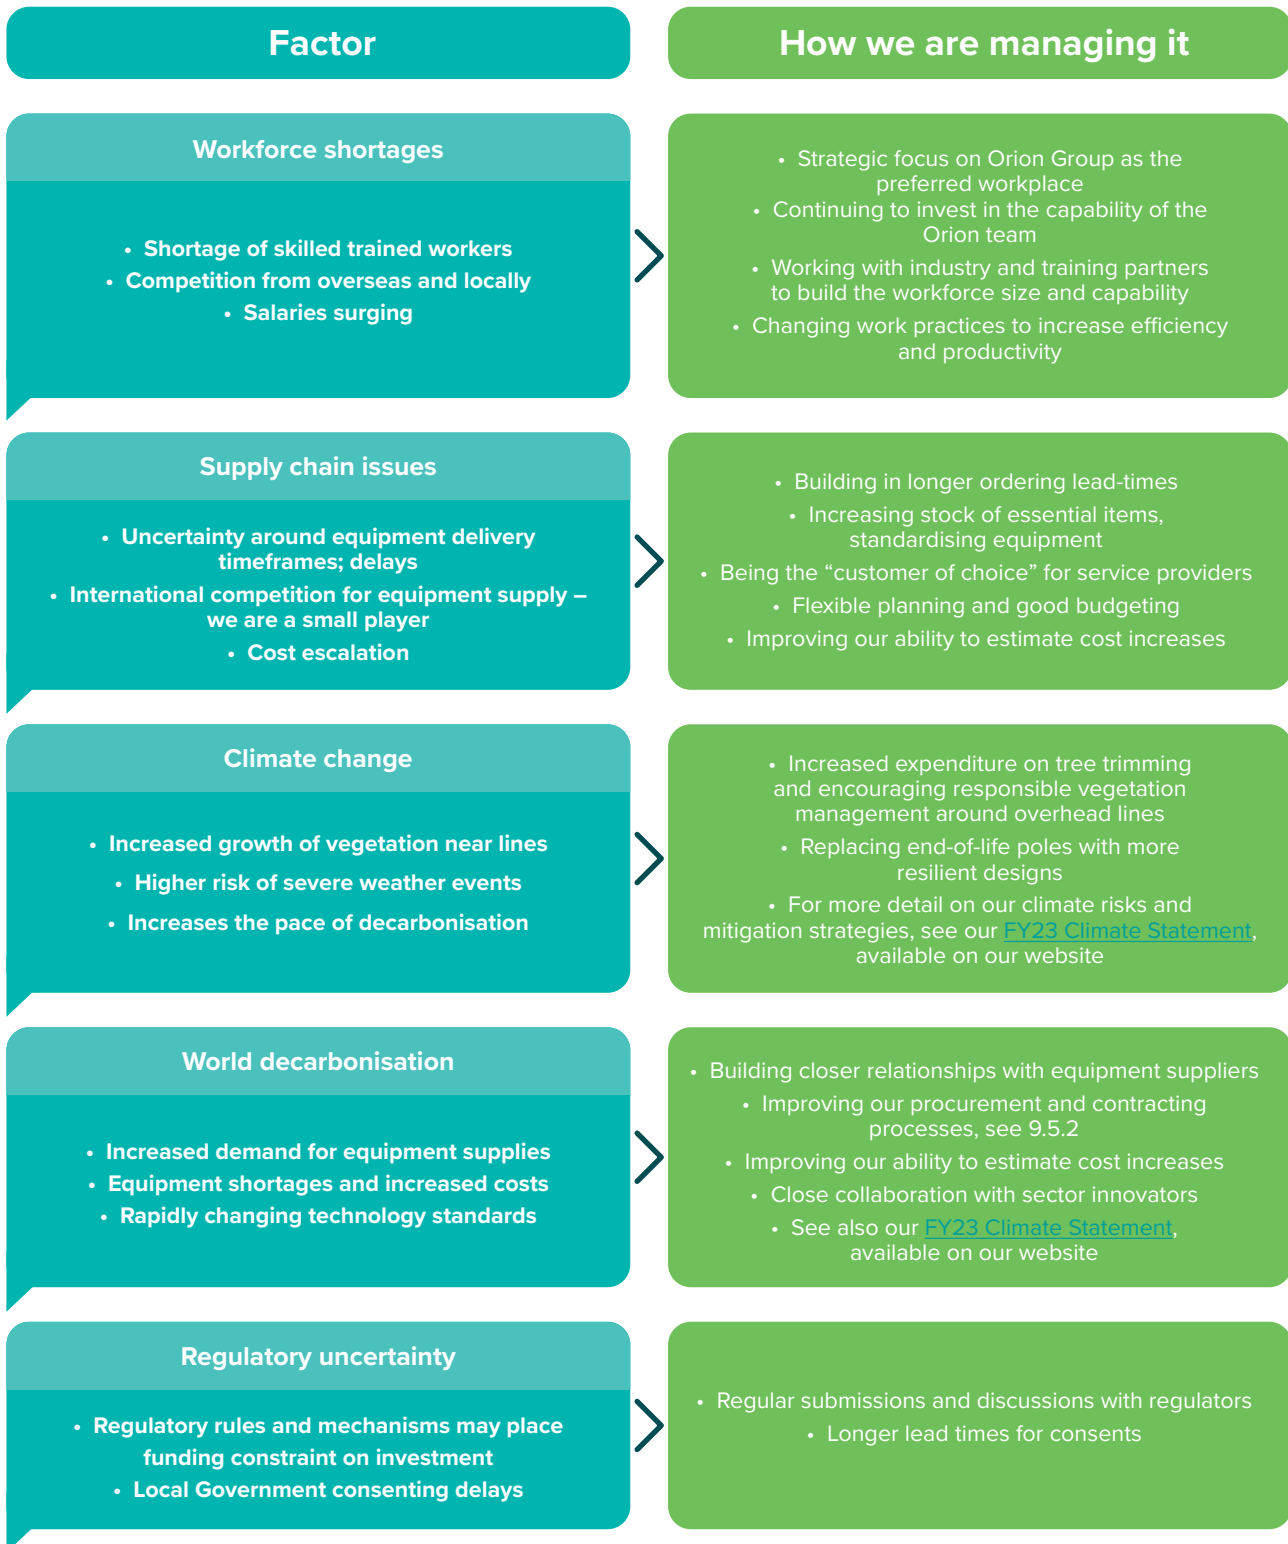 Factor
How we are managing it
Workforce shortages
• Shortage of skilled trained workers
• Competition from overseas and locally
• Salaries surging
• Strategic focus on Orion Group as the
preferred workplace
• Continuing to invest in the capability of the
Orion team
• Working with industry and training partners
to build the workforce size and capability
• Changing work practices to increase efficiency
and productivity
Supply chain issues
• Uncertainty around equipment delivery
timeframes; delays
• International competition for equipment supply –
we are a small player
• Cost escalation
• Building in longer ordering lead-times
• Increasing stock of essential items,
standardising equipment
• Being the “customer of choice” for service providers
• Flexible planning and good budgeting
• Improving our ability to estimate cost increases
Climate change
• Increased growth of vegetation near lines
• Higher risk of severe weather events
• Increases the pace of decarbonisation
• Increased expenditure on tree trimming
and encouraging responsible vegetation
management around overhead lines
• Replacing end-of-life poles with more
resilient designs
• For more detail on our climate risks and
mitigation strategies, see our FY23 Climate Statement,
available on our website
World decarbonisation
• Increased demand for equipment supplies
• Equipment shortages and increased costs
• Rapidly changing technology standards
• Building closer relationships with equipment suppliers
• Improving our procurement and contracting
processes, see 9.5.2
• Improving our ability to estimate cost increases
• Close collaboration with sector innovators
• See also our FY23 Climate Statement,
available on our website
Regulatory uncertainty
• Regulatory rules and mechanisms may place
funding constraint on investment
• Local Government consenting delays
• Regular submissions and discussions with regulators
• Longer lead times for consents